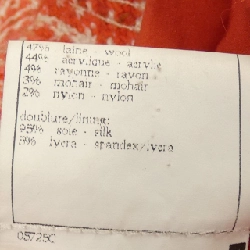 47% laine - wool
44% acrylique - acrylic
4% rayonne - rayon
3% mohair - mohair
2% nylon - nylon
doublure/lining:
95% soie - silk
5% lycra - spandex/lycra
05725C